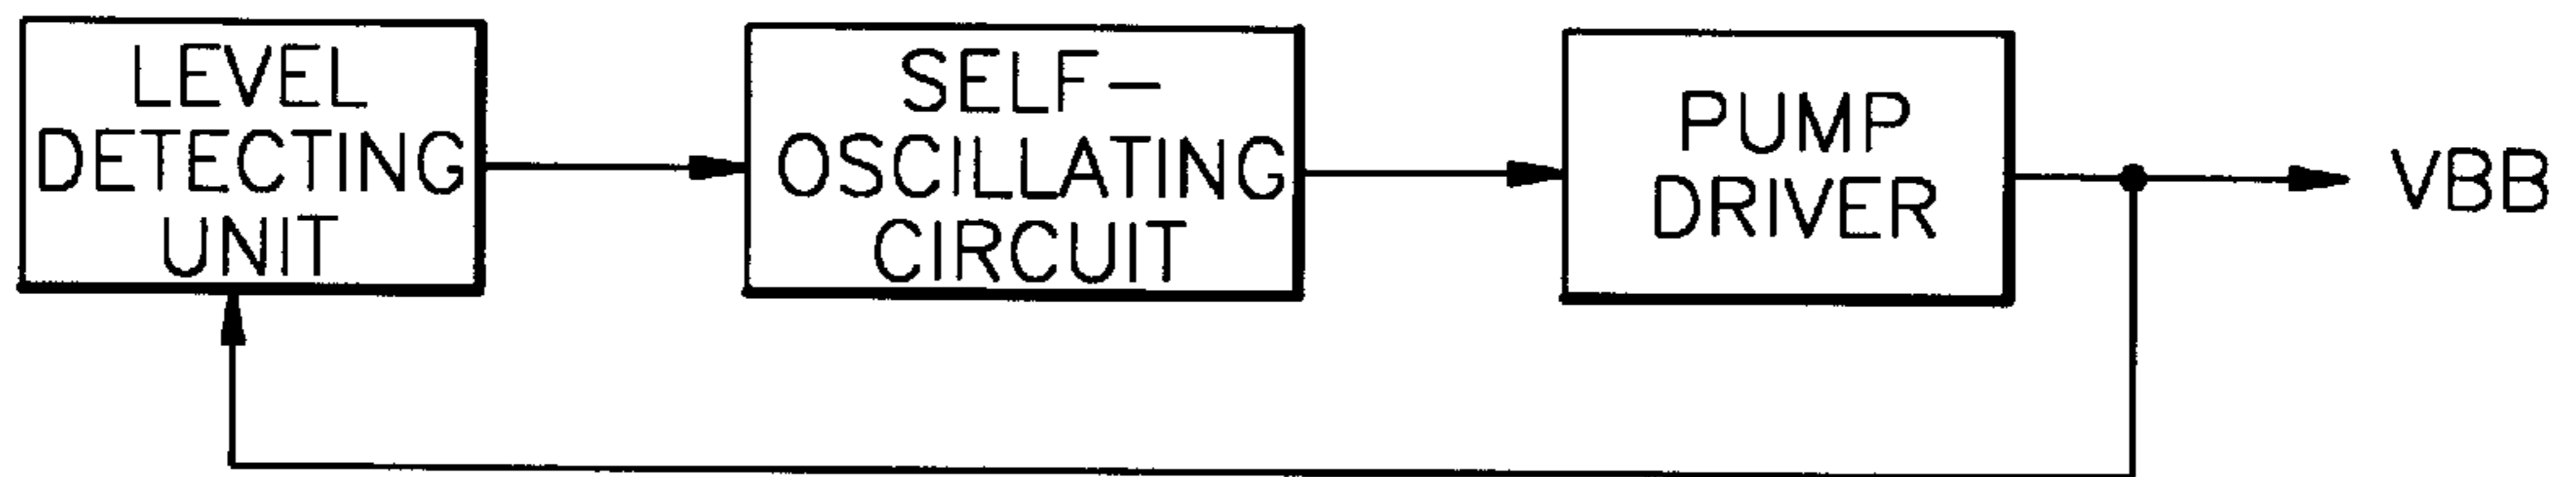 LEVEL
DETECTING
UNIT
SELF-
OSCILLATING
CIRCUIT
PUMP
DRIVER
VBB